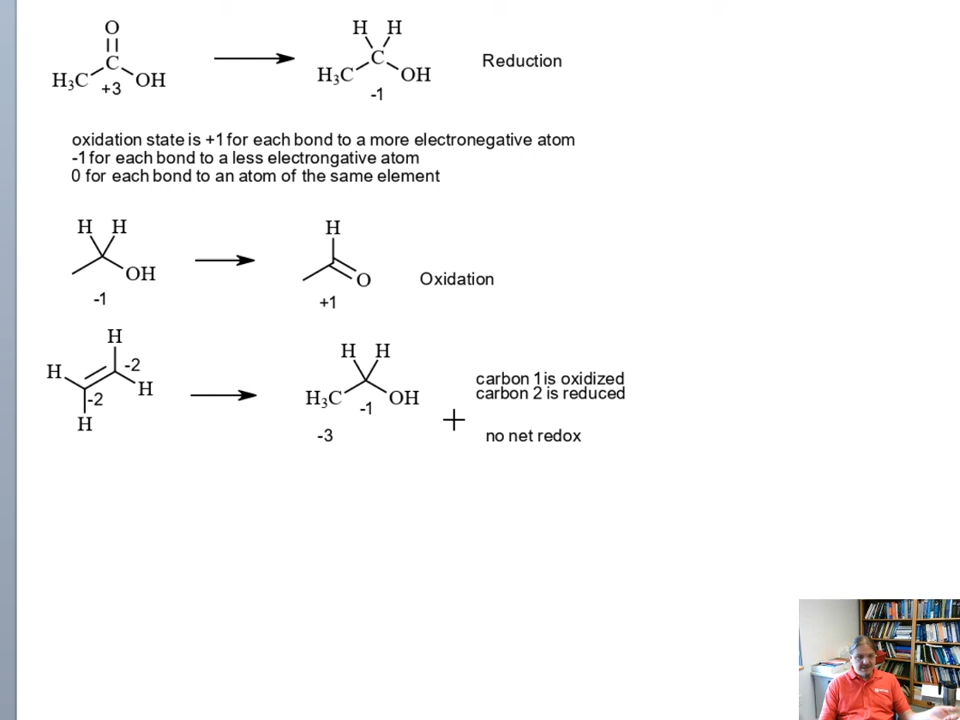 O
H H
C
C
H₃C OH
H₃C OH
+3
-1
Reduction
oxidation state is +1 for each bond to a more electronegative atom
-1 for each bond to a less electrongative atom
0 for each bond to an atom of the same element
H H
OH
-1
H
O
+1
Oxidation
H
H
-2
H
-2
H
H H
H₃C OH
-1
-3
+
carbon 1 is oxidized
carbon 2 is reduced
no net redox